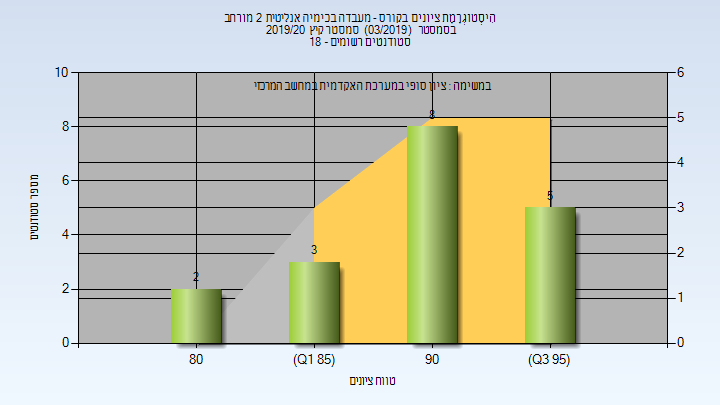 הִיסְטוֹגְרַמַת ציונים בקורס - מעבדה בכימיה אנליטית 2 מורחב
בסמסטר (03/2019) סמסטר קיץ 2019/20
סטודנטים רשומים - 18
במשימה : ציון סופי במערכת האקדמית במחשב המרכזי
מספר סטודנטים
10
8
6
4
2
0
6
5
4
3
2
1
0
2
3
8
5
80
(Q1 85)
90
(Q3 95)
טווח ציונים